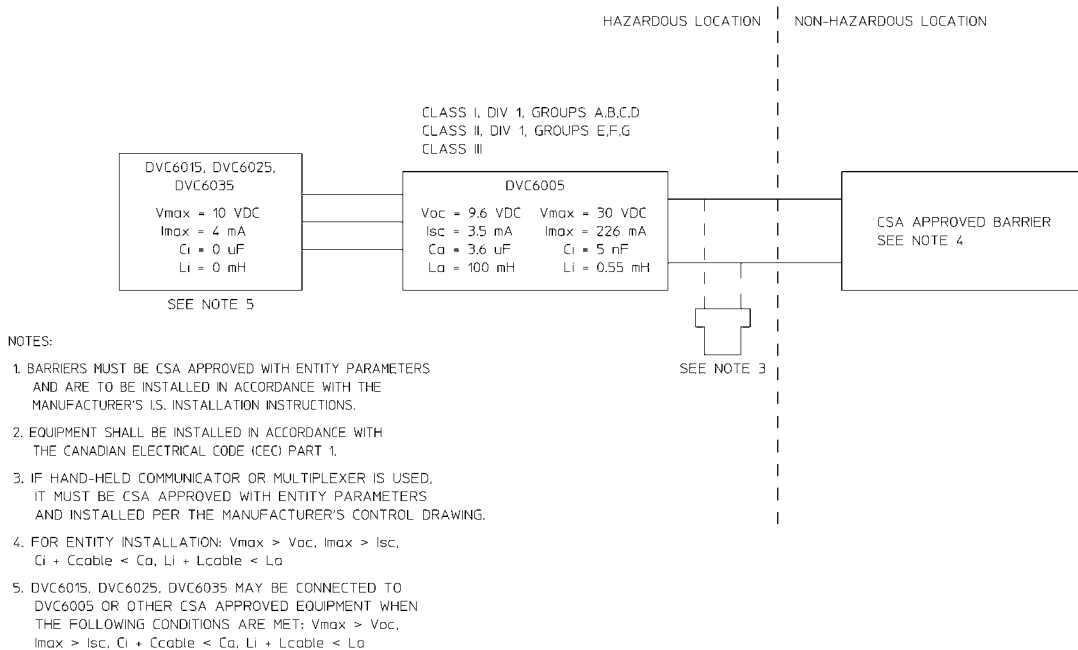 HAZARDOUS LOCATION
NON-HAZARDOUS LOCATION
CLASS I, DIV 1, GROUPS A,B,C,D
CLASS II, DIV 1, GROUPS E,F,G
CLASS III
DVC6015, DVC6025,
DVC6035
Vmax = 10 VDC
Imax = 4 mA
Ci = 0 uF
Li = 0 mH
SEE NOTE 5
DVC6005
Voc = 9.6 VDC Vmax = 30 VDC
Isc = 3.5 mA Imax = 226 mA
Ca = 3.6 uF Ci = 5 nF
La = 100 mH Li = 0.55 mH
CSA APPROVED BARRIER
SEE NOTE 4
SEE NOTE 3
NOTES:
1. BARRIERS MUST BE CSA APPROVED WITH ENTITY PARAMETERS
AND ARE TO BE INSTALLED IN ACCORDANCE WITH THE
MANUFACTURER'S I.S. INSTALLATION INSTRUCTIONS.
2. EQUIPMENT SHALL BE INSTALLED IN ACCORDANCE WITH
THE CANADIAN ELECTRICAL CODE (CEC) PART 1.
3. IF HAND-HELD COMMUNICATOR OR MULTIPLEXER IS USED,
IT MUST BE CSA APPROVED WITH ENTITY PARAMETERS
AND INSTALLED PER THE MANUFACTURER'S CONTROL DRAWING.
4. FOR ENTITY INSTALLATION: Vmax > Voc, Imax > Isc,
Ci + Ccable < Ca, Li + Lcable < La
5. DVC6015, DVC6025, DVC6035 MAY BE CONNECTED TO
DVC6005 OR OTHER CSA APPROVED EQUIPMENT WHEN
THE FOLLOWING CONDITIONS ARE MET: Vmax > Voc,
Imax > Isc, Ci + Ccable < Ca, Li + Lcable < La